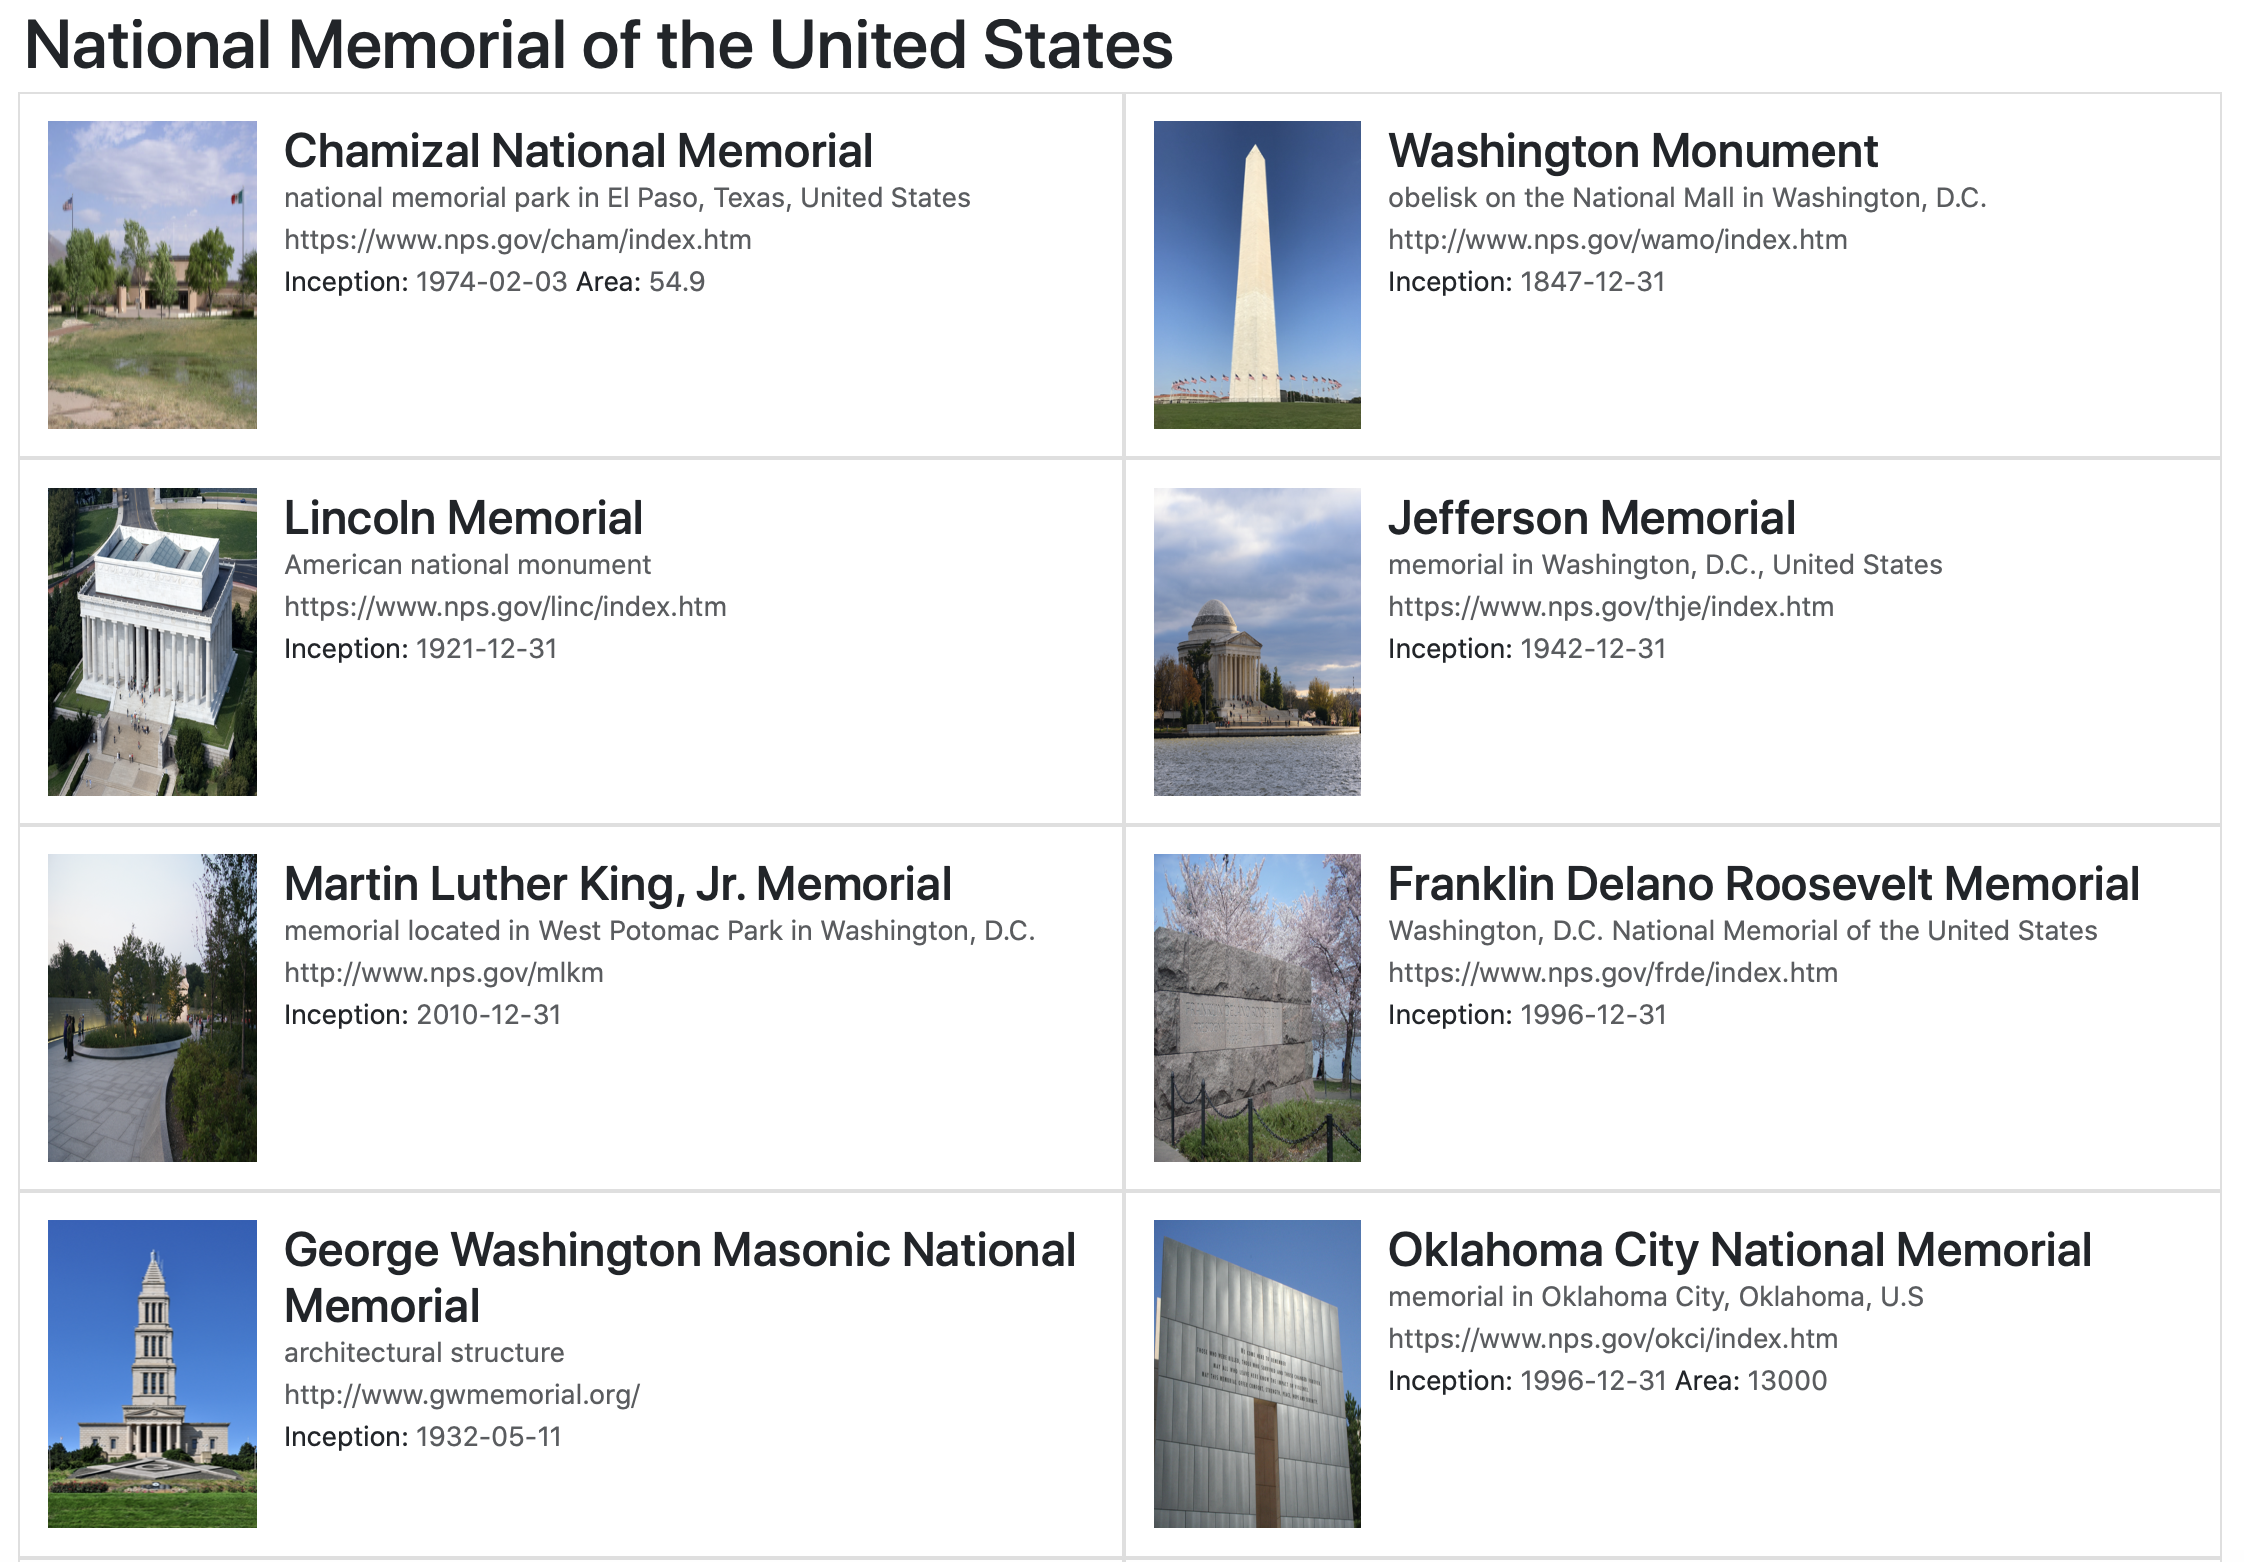 National Memorial of the United States
Chamizal National Memorial
national memorial park in El Paso, Texas, United States
https://www.nps.gov/cham/index.htm
Inception: 1974-02-03 Area: 54.9
Washington Monument
obelisk on the National Mall in Washington, D.C.
http://www.nps.gov/wamo/index.htm
Inception: 1847-12-31
Lincoln Memorial
American national monument
https://www.nps.gov/linc/index.htm
Inception: 1921-12-31
Jefferson Memorial
memorial in Washington, D.C., United States
https://www.nps.gov/thje/index.htm
Inception: 1942-12-31
Martin Luther King, Jr. Memorial
memorial located in West Potomac Park in Washington, D.C.
http://www.nps.gov/mlkm
Inception: 2010-12-31
Franklin Delano Roosevelt Memorial
Washington, D.C. National Memorial of the United States
https://www.nps.gov/frde/index.htm
Inception: 1996-12-31
George Washington Masonic National
Memorial
architectural structure
http://www.gwmemorial.org/
Inception: 1932-05-11
Oklahoma City National Memorial
memorial in Oklahoma City, Oklahoma, U.S
https://www.nps.gov/okci/index.htm
Inception: 1996-12-31 Area: 13000